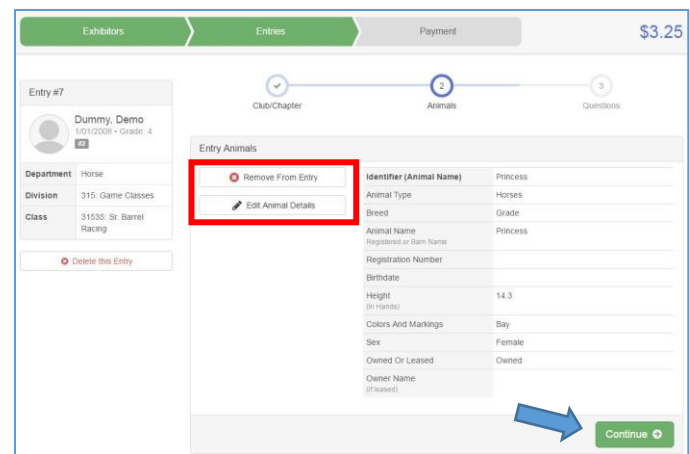 Exhibitors
Entries
Payment
$3.25
Entry #7
Dummy, Demo
1/01/2008 • Grade: 4
Department Horse
Division 315: Game Classes
Class 31535: Sr. Barrel
Racing
Delete this Entry
Club/Chapter
2
Animals
3
Questions
Entry Animals
Remove From Entry
Edit Animal Details
Identifier (Animal Name) Princess
Animal Type Horses
Breed Grade
Animal Name Princess
Registered or Barn Name
Registration Number
Birthdate
Height 14.3
(In Hands)
Colors And Markings Bay
Sex Female
Owned Or Leased Owned
Owner Name
(if leased)
Continue